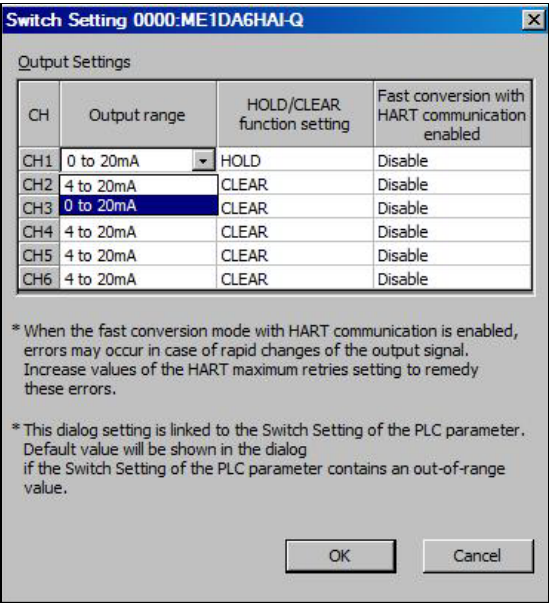 Switch Setting 0000:ME1DA6HAI-Q
Output Settings
CH Output range HOLD/CLEAR function setting Fast conversion with HART communication enabled
CH1 0 to 20mA HOLD Disable
CH2 4 to 20mA CLEAR Disable
CH3 0 to 20mA CLEAR Disable
CH4 4 to 20mA CLEAR Disable
CH5 4 to 20mA CLEAR Disable
CH6 4 to 20mA CLEAR Disable
* When the fast conversion mode with HART communication is enabled,
errors may occur in case of rapid changes of the output signal.
Increase values of the HART maximum retries setting to remedy
these errors.
* This dialog setting is linked to the Switch Setting of the PLC parameter.
Default value will be shown in the dialog
if the Switch Setting of the PLC parameter contains an out-of-range
value.
OK Cancel